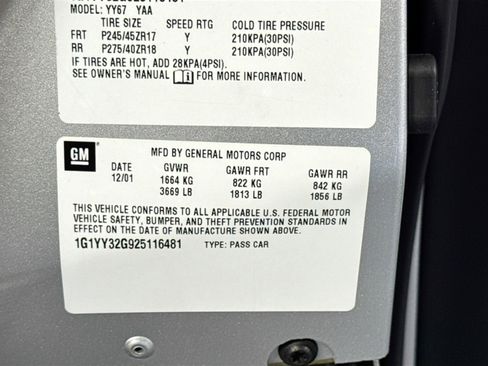 MODEL: YY67 YAA
TIRE SIZE SPEED RTG COLD TIRE PRESSURE
FRT P245/45ZR17 Y 210KPA(30PSI)
RR P275/40ZR18 Y 210KPA(30PSI)
IF TIRES ARE HOT, ADD 28KPA(4PSI).
SEE OWNER'S MANUAL FOR MORE INFORMATION.
GM
MFD BY GENERAL MOTORS CORP
DATE GVWR GAWR FRT GAWR RR
12/01 1664 KG 822 KG 842 KG
3669 LB 1813 LB 1856 LB
THIS VEHICLE CONFORMS TO ALL APPLICABLE U.S. FEDERAL MOTOR
VEHICLE SAFETY, BUMPER, AND THEFT PREVENTION STANDARDS IN
EFFECT ON THE DATE OF MANUFACTURE SHOWN ABOVE.
1G1YY32G925116481 TYPE: PASS CAR